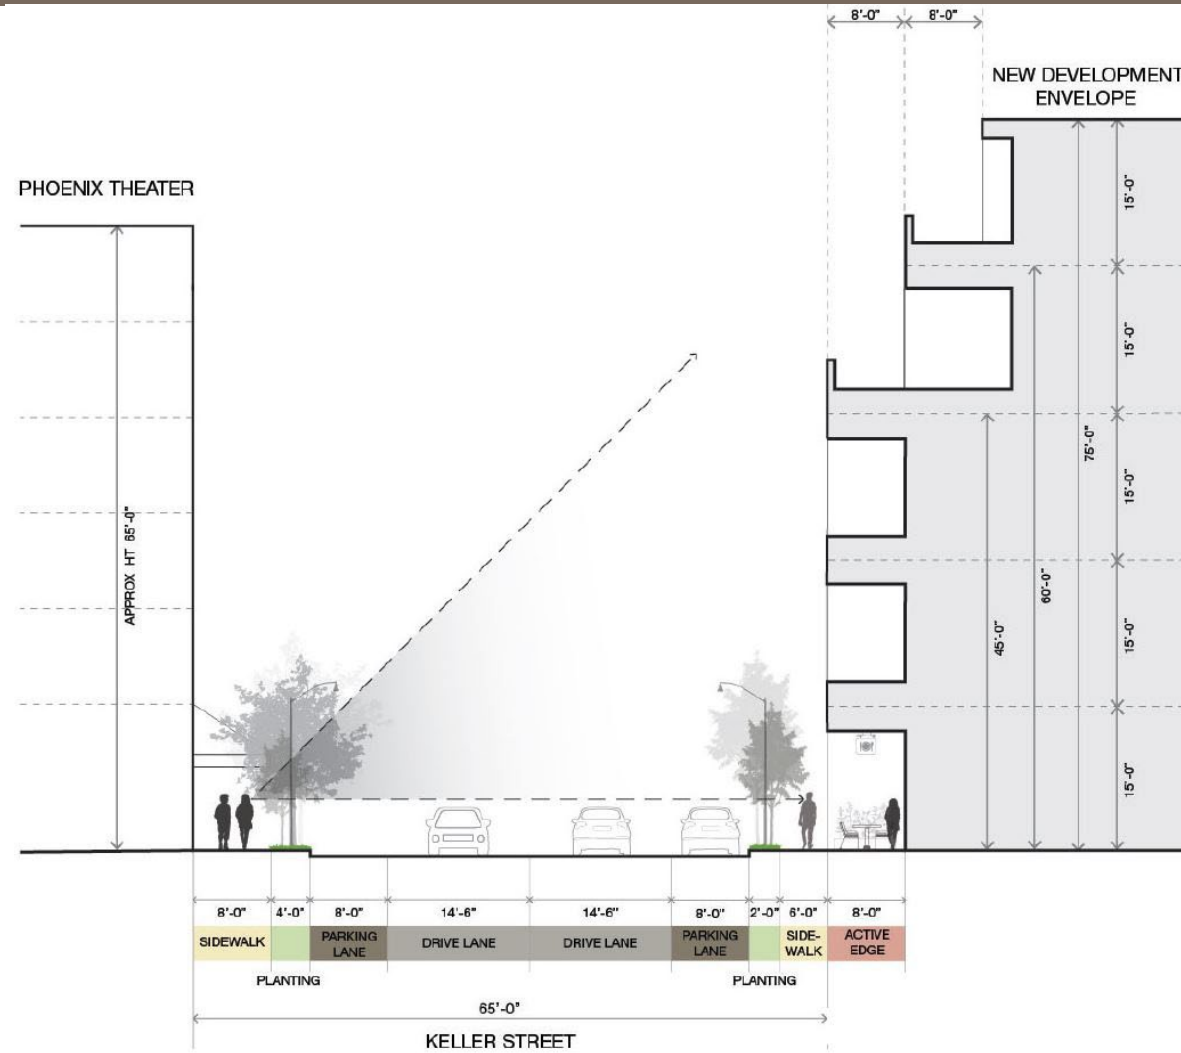 8'-0" 8'-0"
NEW DEVELOPMENT
ENVELOPE
PHOENIX THEATER
APPROX HT 65'-0"
45'-0"
60'-0"
75'-0"
15'-0"
15'-0"
15'-0"
15'-0"
15'-0"
8'-0" 4'-0" 8'-0" 14'-6" 14'-6" 8'-0" 2'-0" 6'-0" 8'-0"
SIDEWALK
PARKING
LANE
DRIVE LANE
DRIVE LANE
PARKING
LANE
SIDE-
WALK
ACTIVE
EDGE
PLANTING
PLANTING
65'-0"
KELLER STREET